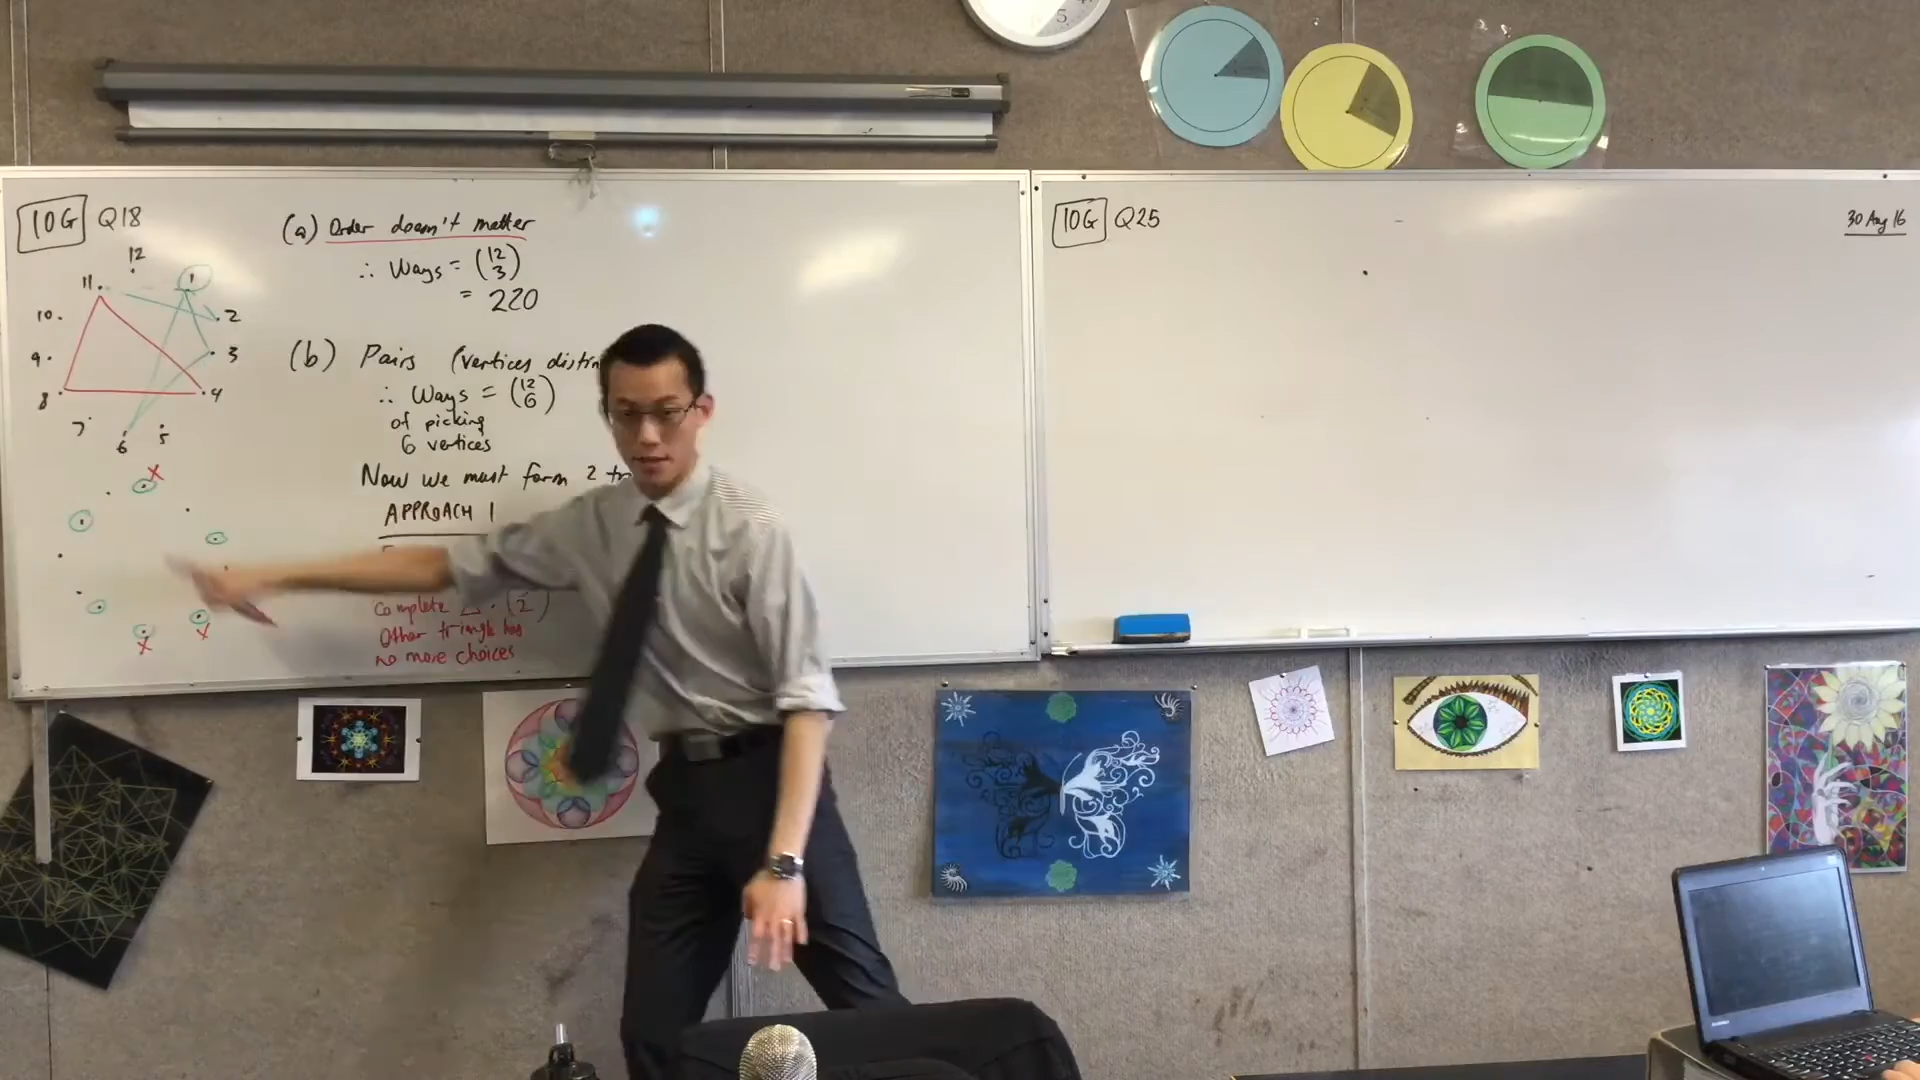 10G Q18
12
11
1
10
2
9
3
8
4
7
6
5
(a) Order doesn't matter
∴ Ways = (12 3)
= 220
(b) Pairs (vertices
∴ Ways = (12 6)
of picking
6 vertices
Now we must form 2
APPROACH 1
Complete △ · ( 2 )
Other triangle has
no more choices
10G Q25
30 Aug 16
5